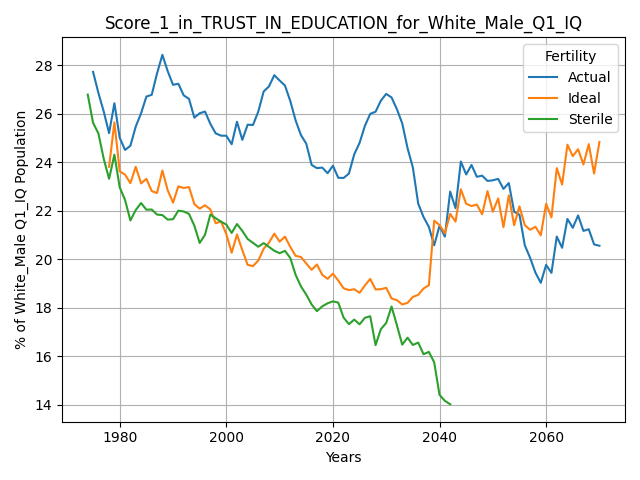 Score_1_in_TRUST_IN_EDUCATION_for_White_Male_Q1_IQ
Fertility
Actual
Ideal
Sterile
% of White_Male Q1_IQ Population
28
26
24
22
20
18
16
14
1980
2000
2020
2040
2060
Years